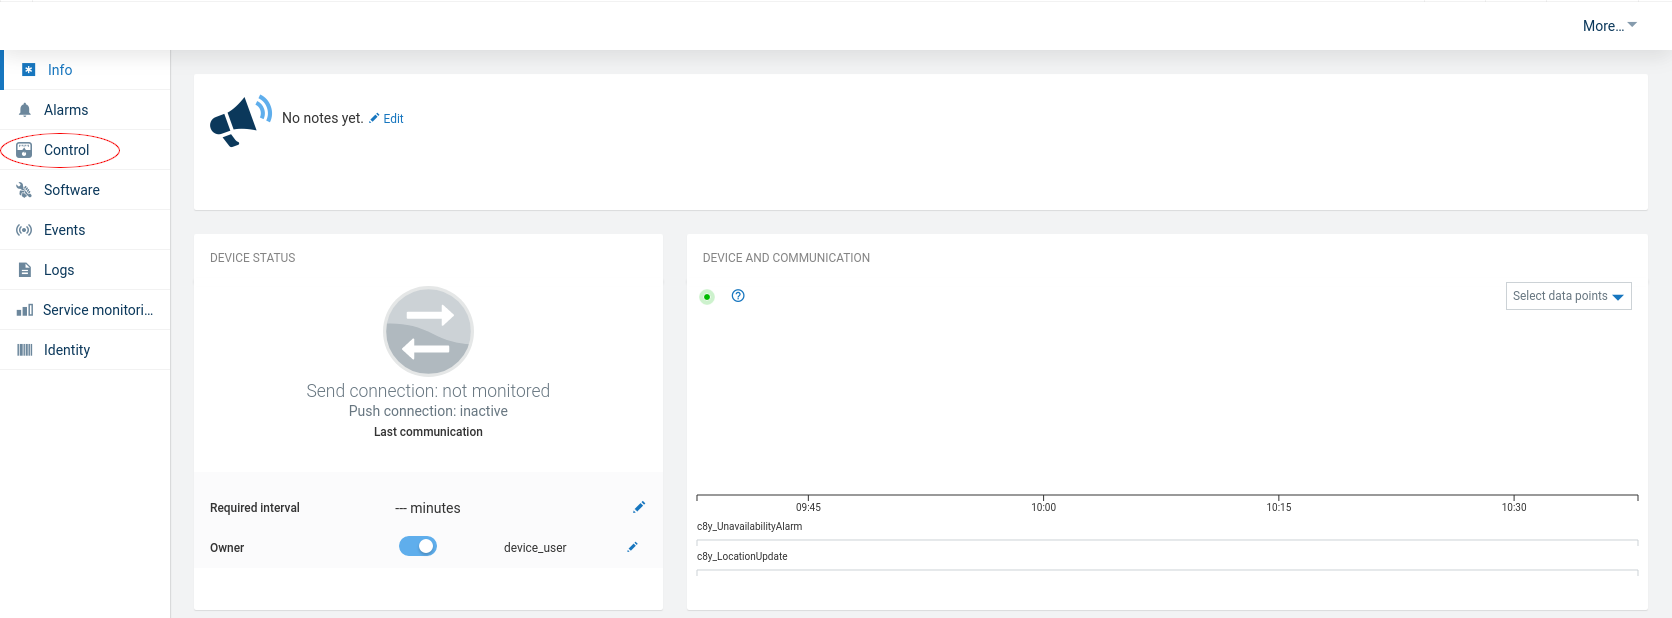 More...
Info
Alarms
Control
Software
Events
Logs
Service monitori...
Identity
No notes yet. Edit
DEVICE STATUS
Send connection: not monitored
Push connection: inactive
Last communication
Required interval --- minutes
Owner device_user
DEVICE AND COMMUNICATION
?
Select data points
09:45 10:00 10:15 10:30
c8y_UnavailabilityAlarm
c8y_LocationUpdate